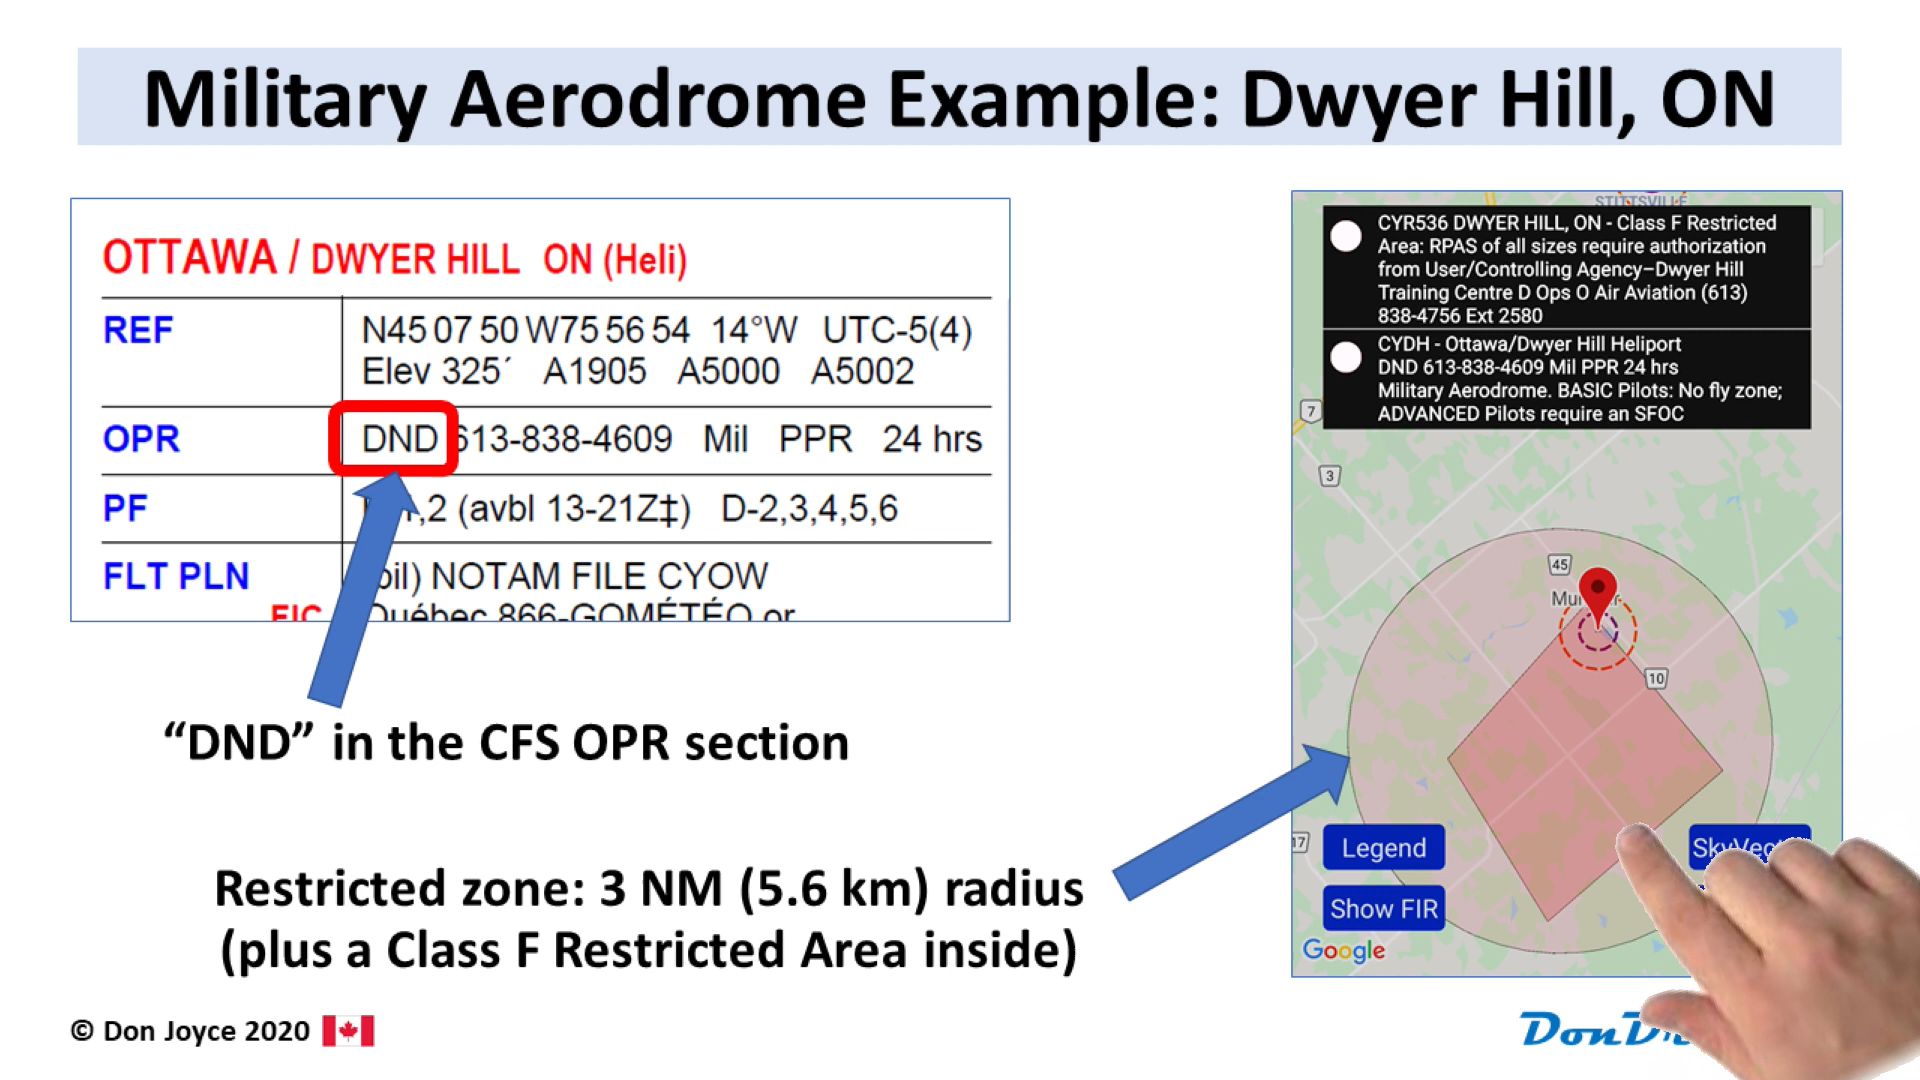 Military Aerodrome Example: Dwyer Hill, ON
OTTAWA / DWYER HILL ON (Heli)
REF N45 07 50 W75 56 54 14°W UTC-5(4)
Elev 325´ A1905 A5000 A5002
OPR DND 613-838-4609 Mil PPR 24 hrs
PF ,2 (avbl 13-21Z‡) D-2,3,4,5,6
FLT PLN bil) NOTAM FILE CYOW
FIC Québec 866-GOMÉTÉO or
"DND" in the CFS OPR section
Restricted zone: 3 NM (5.6 km) radius
(plus a Class F Restricted Area inside)
© Don Joyce 2020
STITTSVILLE
CYR536 DWYER HILL, ON - Class F Restricted
Area: RPAS of all sizes require authorization
from User/Controlling Agency–Dwyer Hill
Training Centre D Ops O Air Aviation (613)
838-4756 Ext 2580
CYDH - Ottawa/Dwyer Hill Heliport
DND 613-838-4609 Mil PPR 24 hrs
Military Aerodrome. BASIC Pilots: No fly zone;
ADVANCED Pilots require an SFOC
7
3
45
10
17
Legend
Show FIR
Google